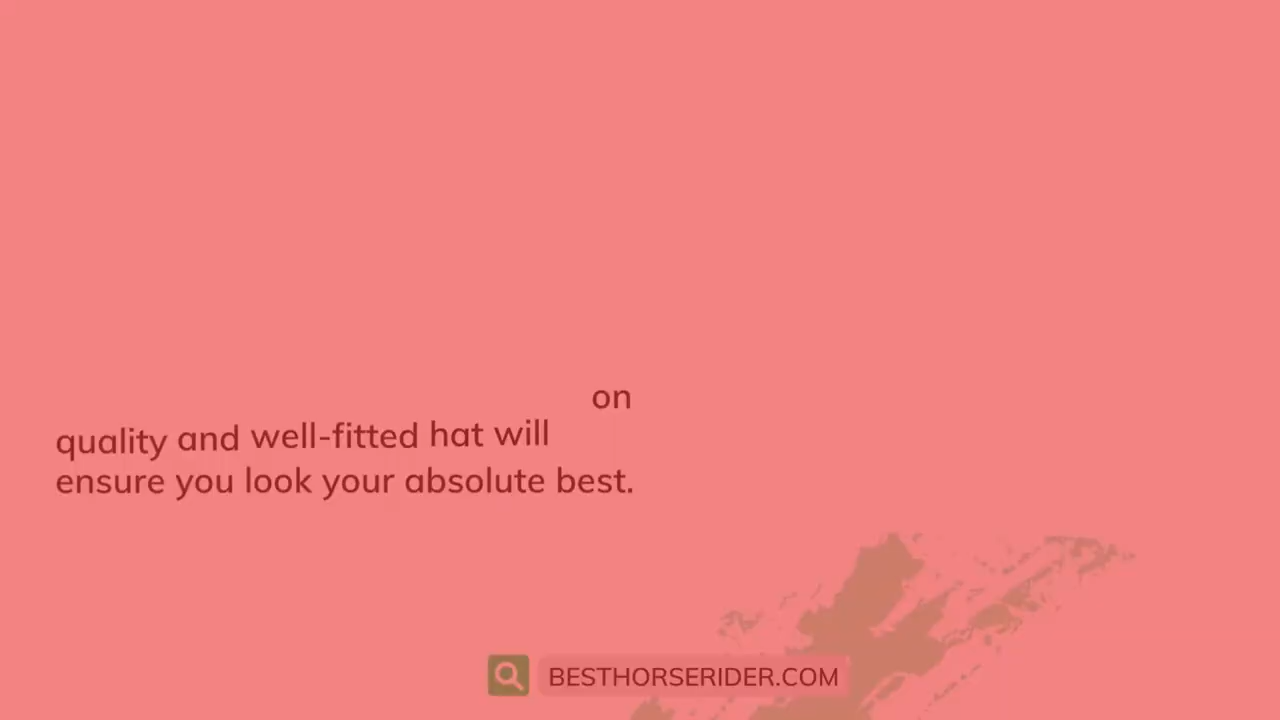 on
quality and well-fitted hat will
ensure you look your absolute best.
BESTHORSERIDER.COM